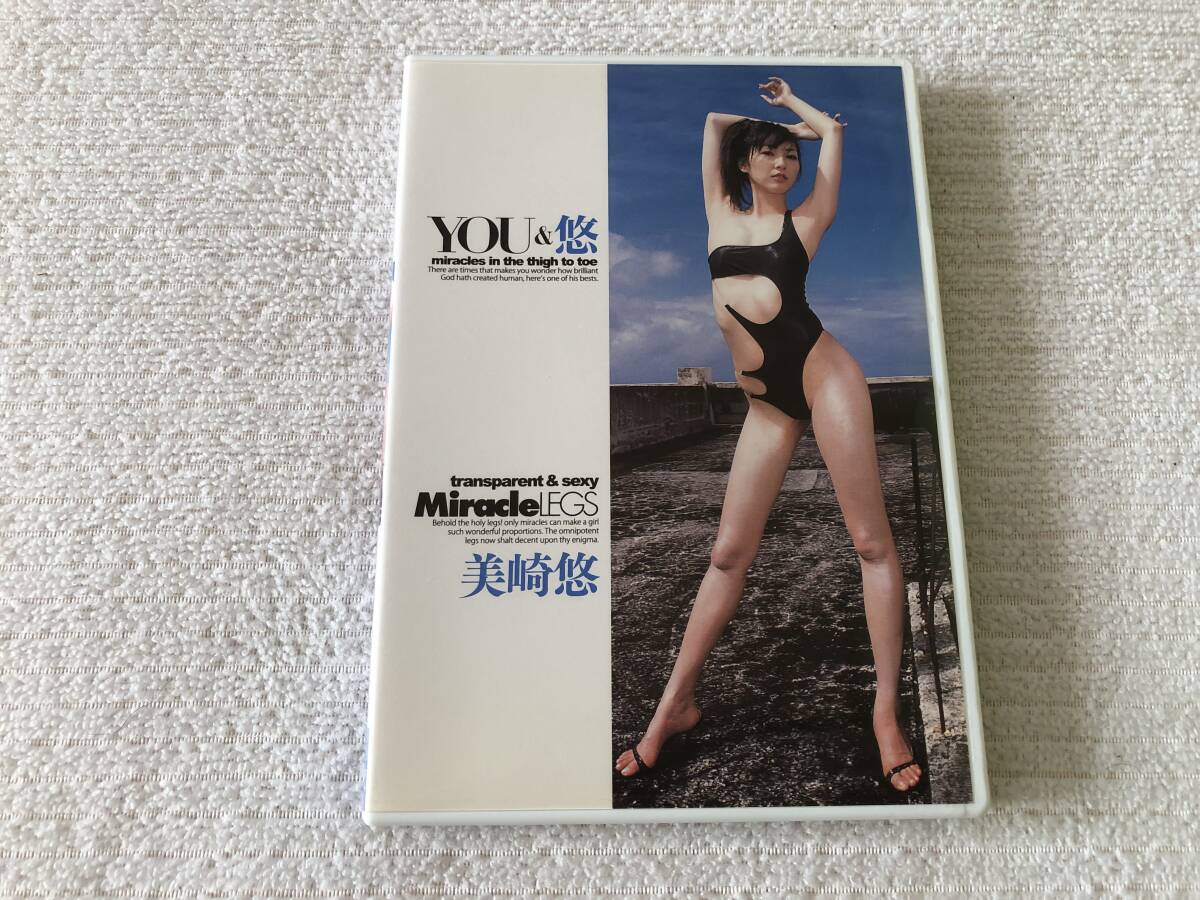 YOU&悠
miracles in the thigh to toe
There are times that makes you wonder how brilliant
God hath created human, here's one of his bests.
transparent & sexy
MiracleLEGS
Behold the holy legs! only miracles can make a girl
such wonderful proportions. The omnipotent
legs now shalt decent upon thy enigma.
美崎悠